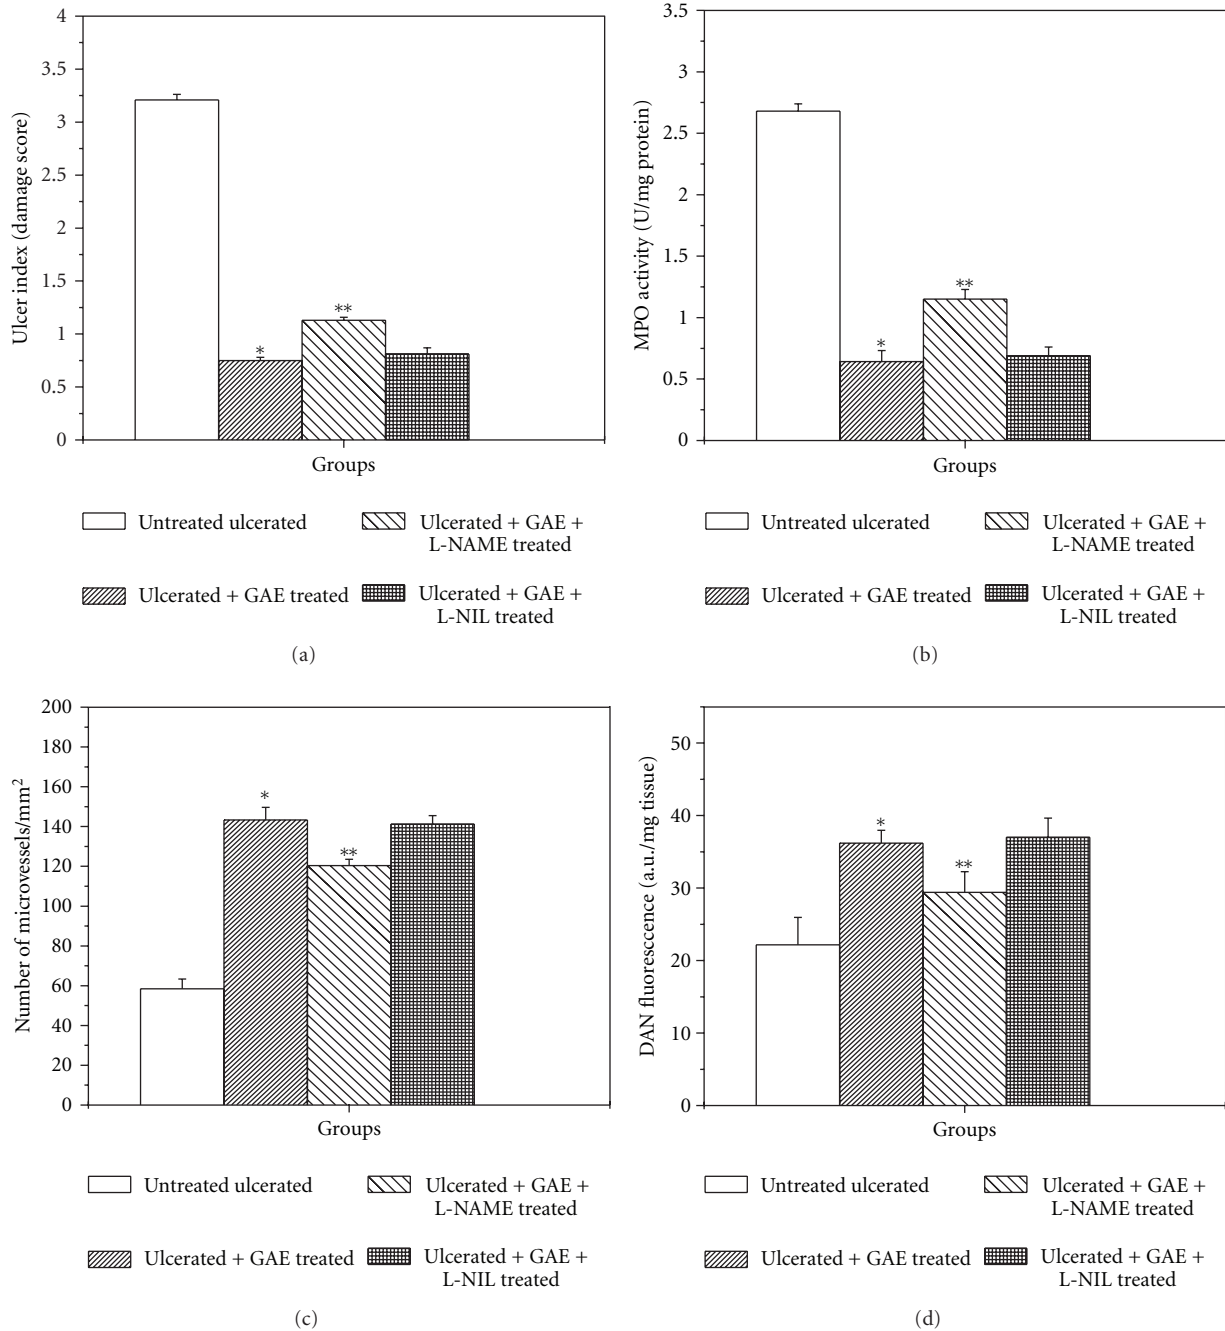 4
3.5
3
2.5
2
1.5
1
0.5
0
Ulcer index (damage score)
*
**
Groups
Untreated ulcerated
Ulcerated + GAE +
L-NAME treated
Ulcerated + GAE treated
Ulcerated + GAE +
L-NIL treated
(a)
3.5
3
2.5
2
1.5
1
0.5
0
MPO activity (U/mg protein)
*
**
Groups
Untreated ulcerated
Ulcerated + GAE +
L-NAME treated
Ulcerated + GAE treated
Ulcerated + GAE +
L-NIL treated
(b)
200
180
160
140
120
100
80
60
40
20
0
Number of microvessels/mm²
*
**
Groups
Untreated ulcerated
Ulcerated + GAE +
L-NAME treated
Ulcerated + GAE treated
Ulcerated + GAE +
L-NIL treated
(c)
50
40
30
20
10
0
DAN fluoresccence (a.u./mg tissue)
*
**
Groups
Untreated ulcerated
Ulcerated + GAE +
L-NAME treated
Ulcerated + GAE treated
Ulcerated + GAE +
L-NIL treated
(d)